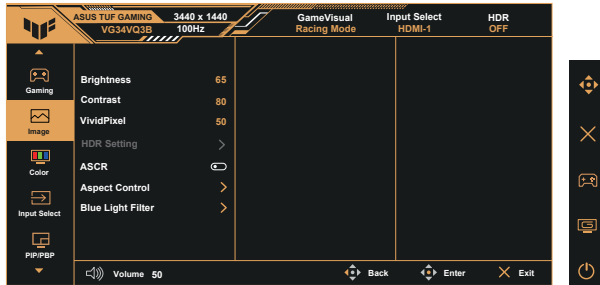 ASUS TUF GAMING 3440 x 1440 GameVisual Input Select HDR
VG34VQ3B 100Hz Racing Mode HDMI-1 OFF
Gaming
Image
Color
Input Select
PIP/PBP
Brightness 65
Contrast 80
VividPixel 50
HDR Setting
ASCR
Aspect Control
Blue Light Filter
Volume 50 Back Enter Exit